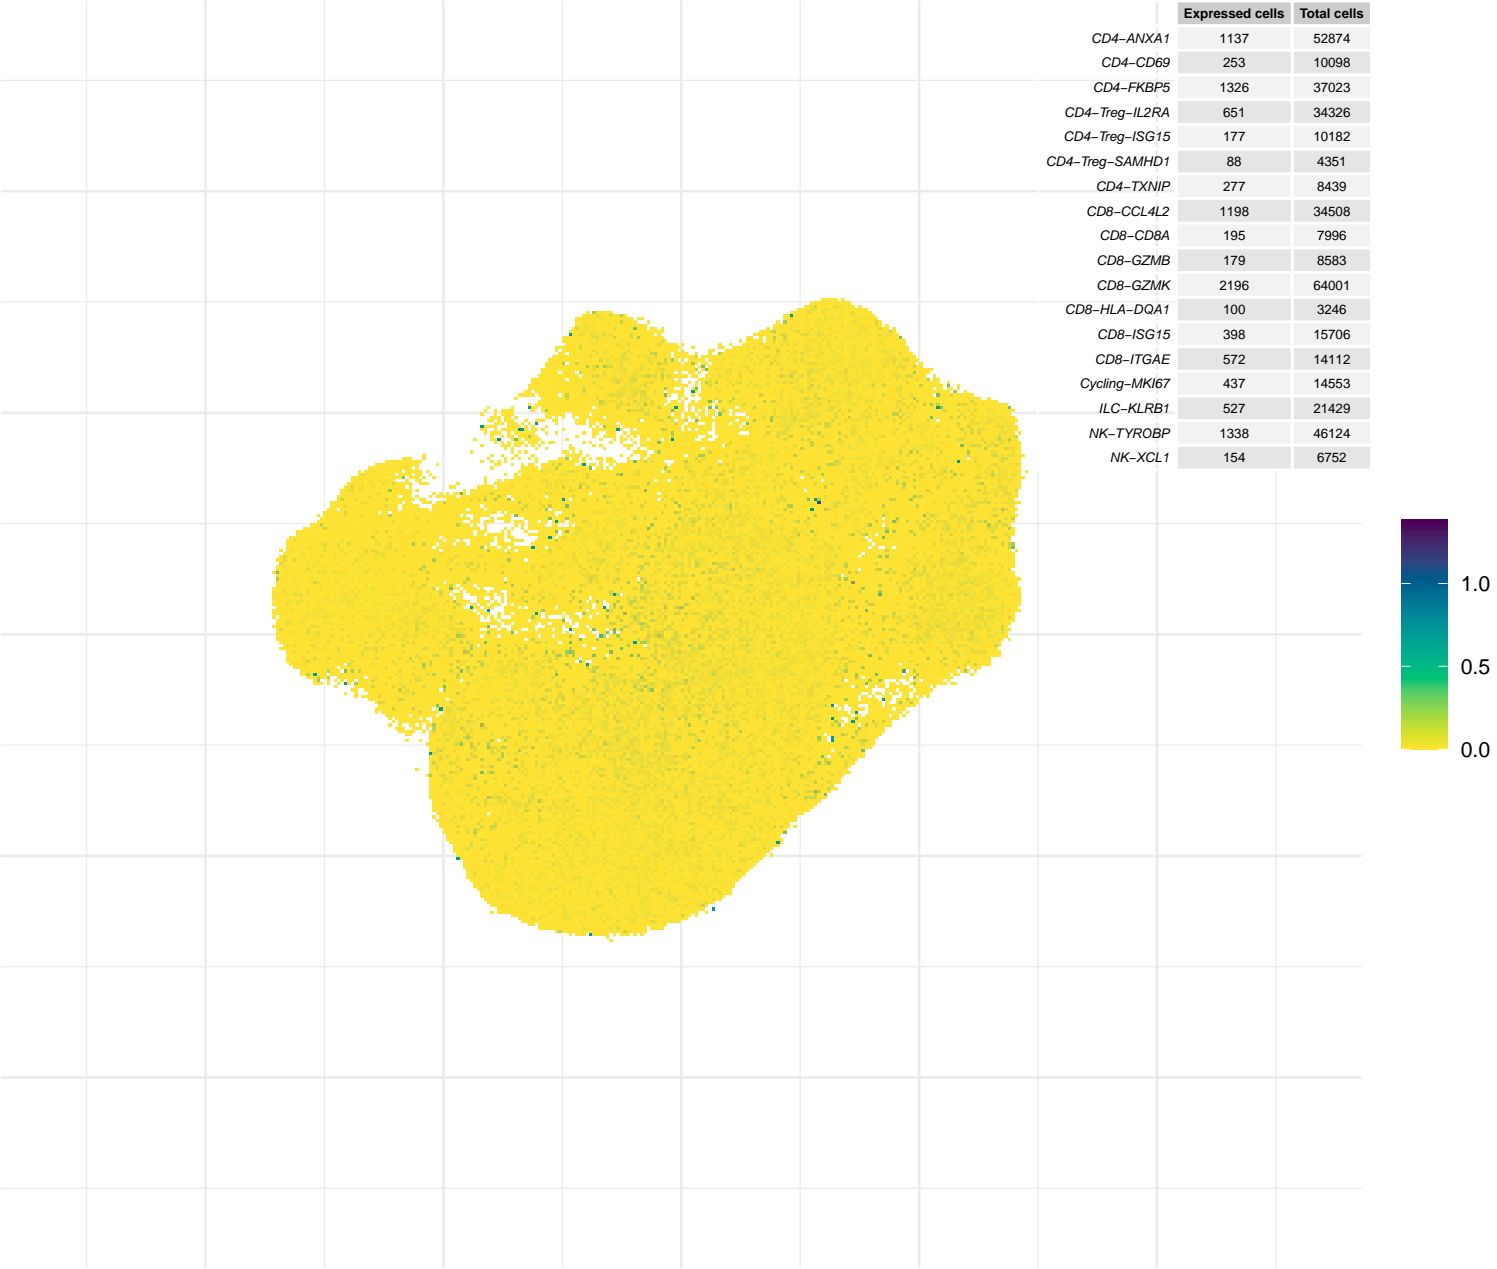 Expressed cells Total cells
CD4−ANXA1 1137 52874
CD4−CD69 253 10098
CD4−FKBP5 1326 37023
CD4−Treg−IL2RA 651 34326
CD4−Treg−ISG15 177 10182
CD4−Treg−SAMHD1 88 4351
CD4−TXNIP 277 8439
CD8−CCL4L2 1198 34508
CD8−CD8A 195 7996
CD8−GZMB 179 8583
CD8−GZMK 2196 64001
CD8−HLA−DQA1 100 3246
CD8−ISG15 398 15706
CD8−ITGAE 572 14112
Cycling−MKI67 437 14553
ILC−KLRB1 527 21429
NK−TYROBP 1338 46124
NK−XCL1 154 6752
1.0
0.5
0.0